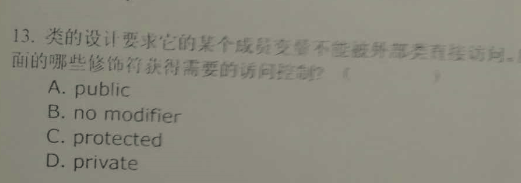 13. 类的设计要求它的某个成员变量不能被外部类直接访问。
面的哪些修饰符获得需要的访问控制? ( )
A. public
B. no modifier
C. protected
D. private